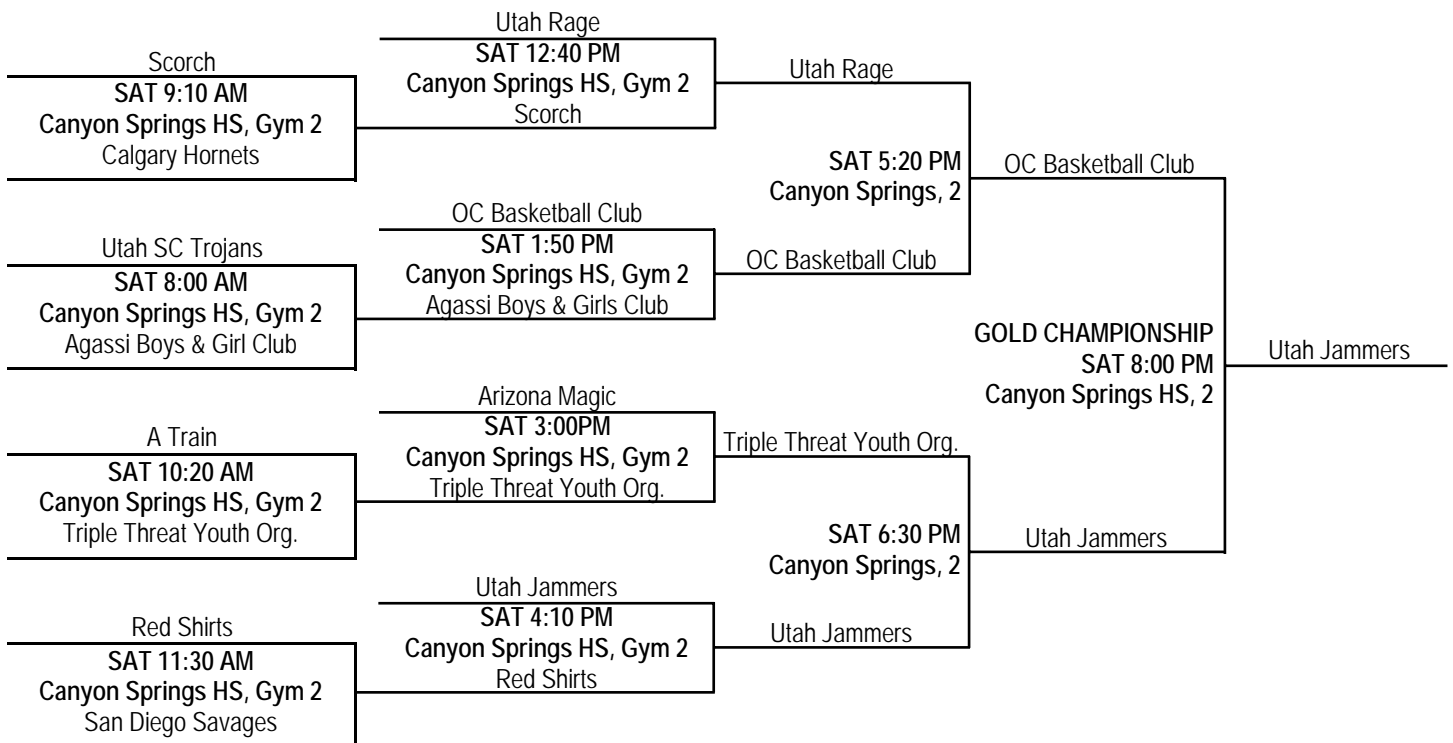 Scorch
SAT 9:10 AM
Canyon Springs HS, Gym 2
Calgary Hornets
Utah SC Trojans
SAT 8:00 AM
Canyon Springs HS, Gym 2
Agassi Boys & Girl Club
A Train
SAT 10:20 AM
Canyon Springs HS, Gym 2
Triple Threat Youth Org.
Red Shirts
SAT 11:30 AM
Canyon Springs HS, Gym 2
San Diego Savages
Utah Rage
SAT 12:40 PM
Canyon Springs HS, Gym 2
Scorch
OC Basketball Club
SAT 1:50 PM
Canyon Springs HS, Gym 2
Agassi Boys & Girls Club
Arizona Magic
SAT 3:00PM
Canyon Springs HS, Gym 2
Triple Threat Youth Org.
Utah Jammers
SAT 4:10 PM
Canyon Springs HS, Gym 2
Red Shirts
Utah Rage
SAT 5:20 PM
Canyon Springs, 2
OC Basketball Club
Triple Threat Youth Org.
SAT 6:30 PM
Canyon Springs, 2
Utah Jammers
OC Basketball Club
GOLD CHAMPIONSHIP
SAT 8:00 PM
Canyon Springs HS, 2
Utah Jammers
Utah Jammers